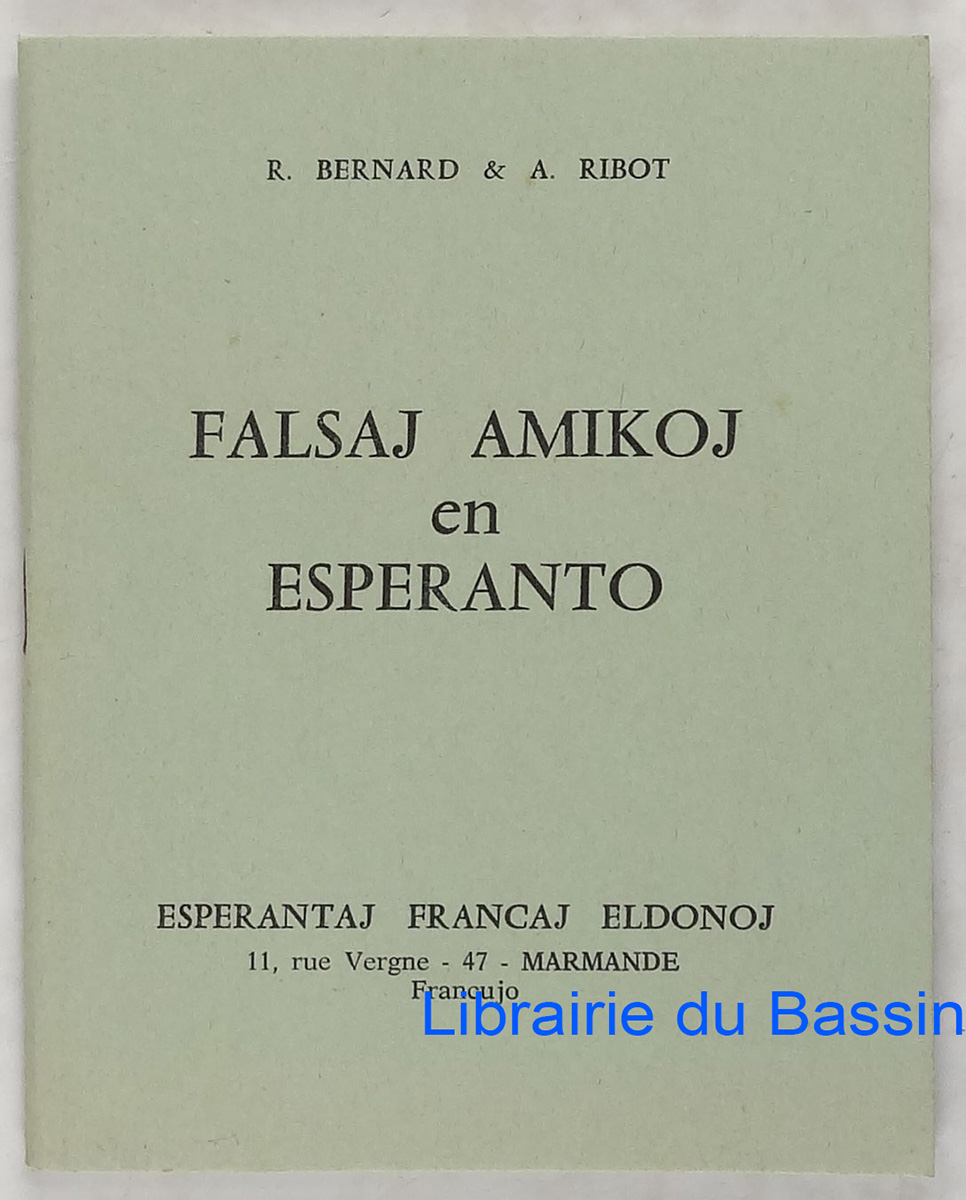 R. BERNARD & A. RIBOT
FALSAJ AMIKOJ
en
ESPERANTO
ESPERANTAJ FRANCAJ ELDONOJ
11, rue Vergne - 47 - MARMANDE
Francujo
Librairie du Bassin